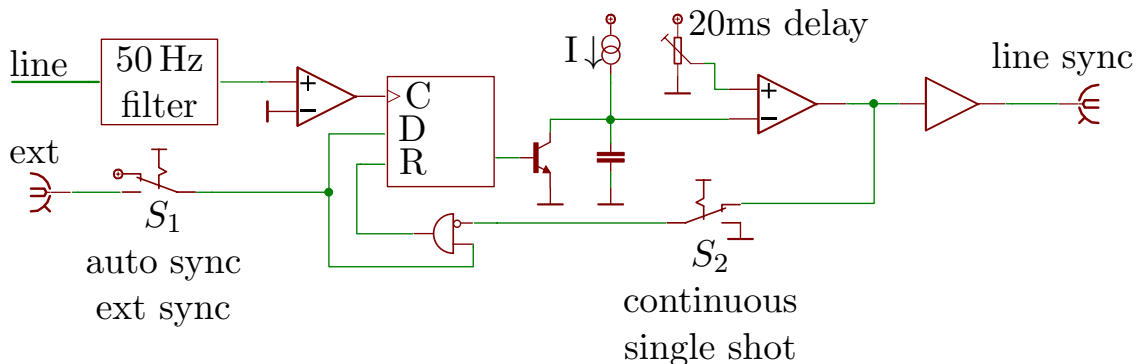 line
50 Hz
filter
+
−
C
D
R
I
20ms delay
+
−
line sync
ext
S1
auto sync
ext sync
S2
continuous
single shot